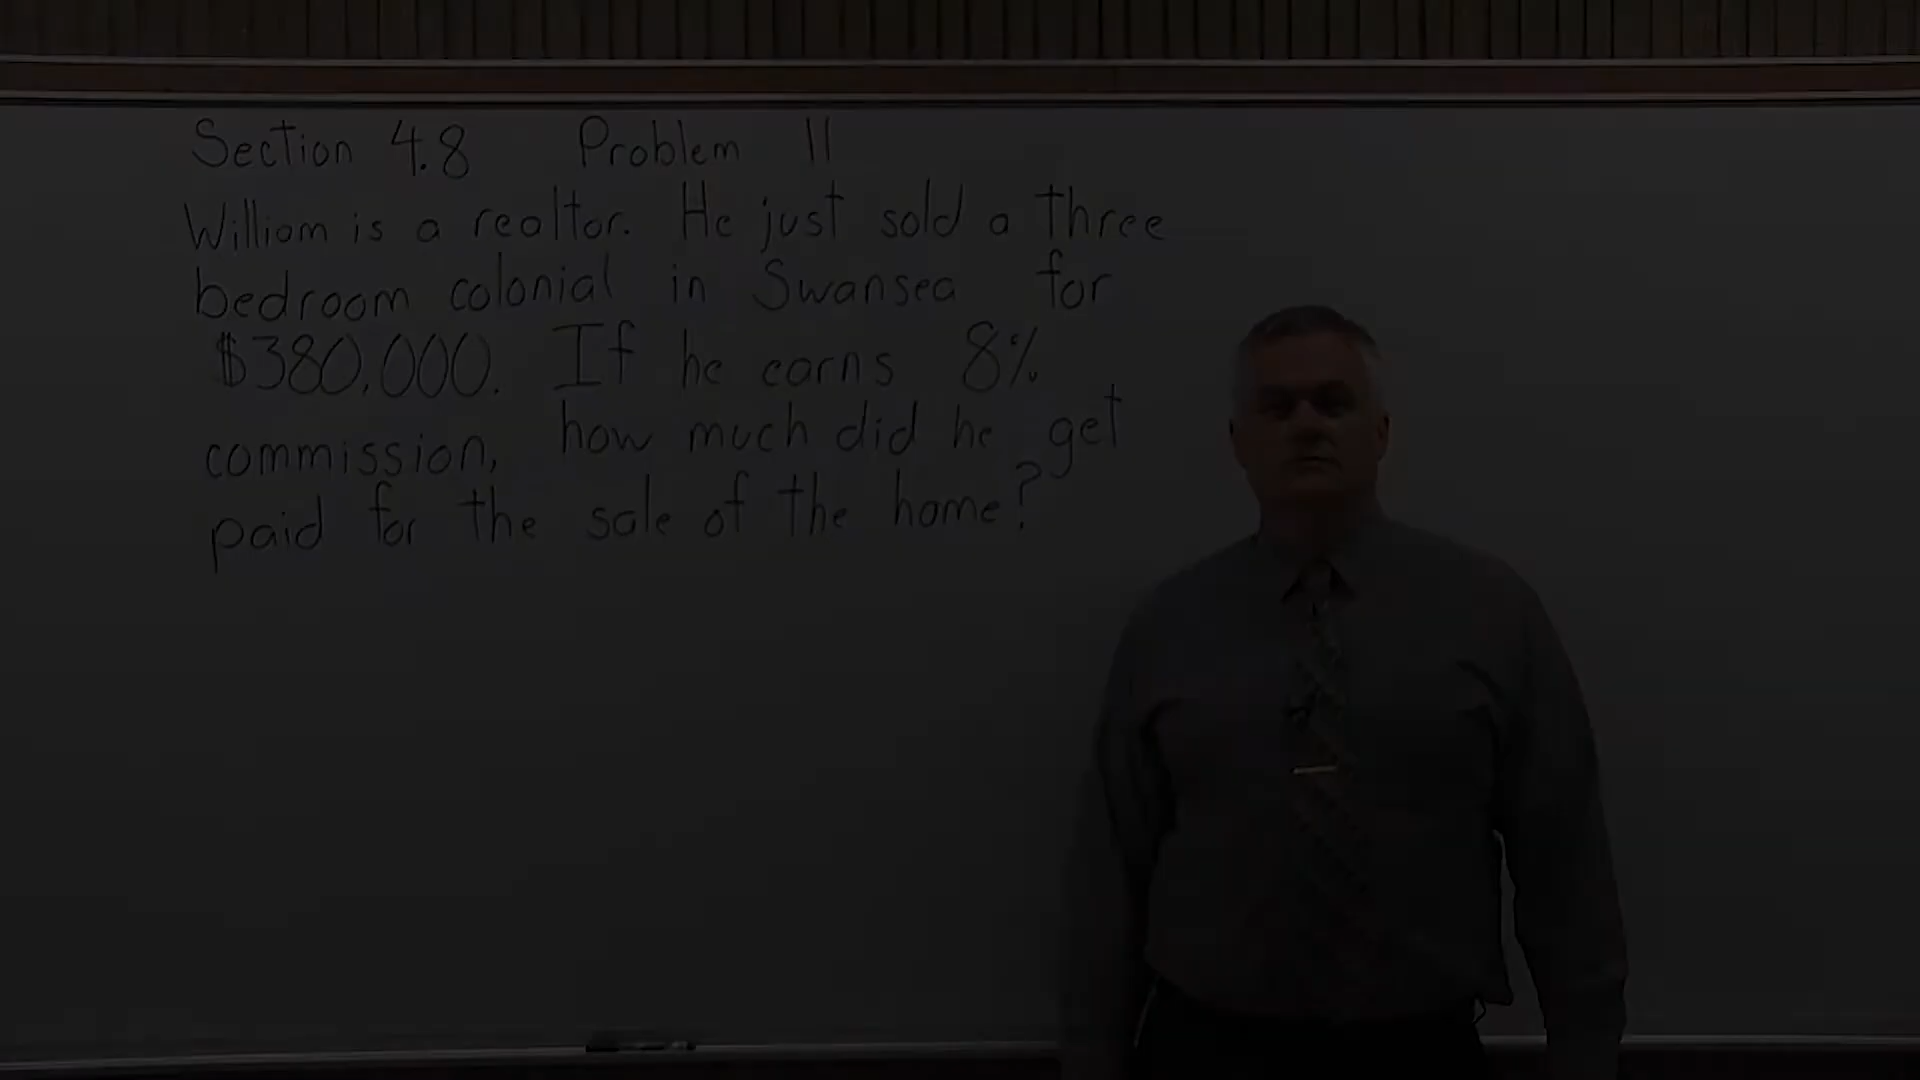 Section 4.8 Problem 11
William is a realtor. He just sold a three
bedroom colonial in Swansea for
$380,000. If he earns 8%
commission, how much did he get
paid for the sale of the home?